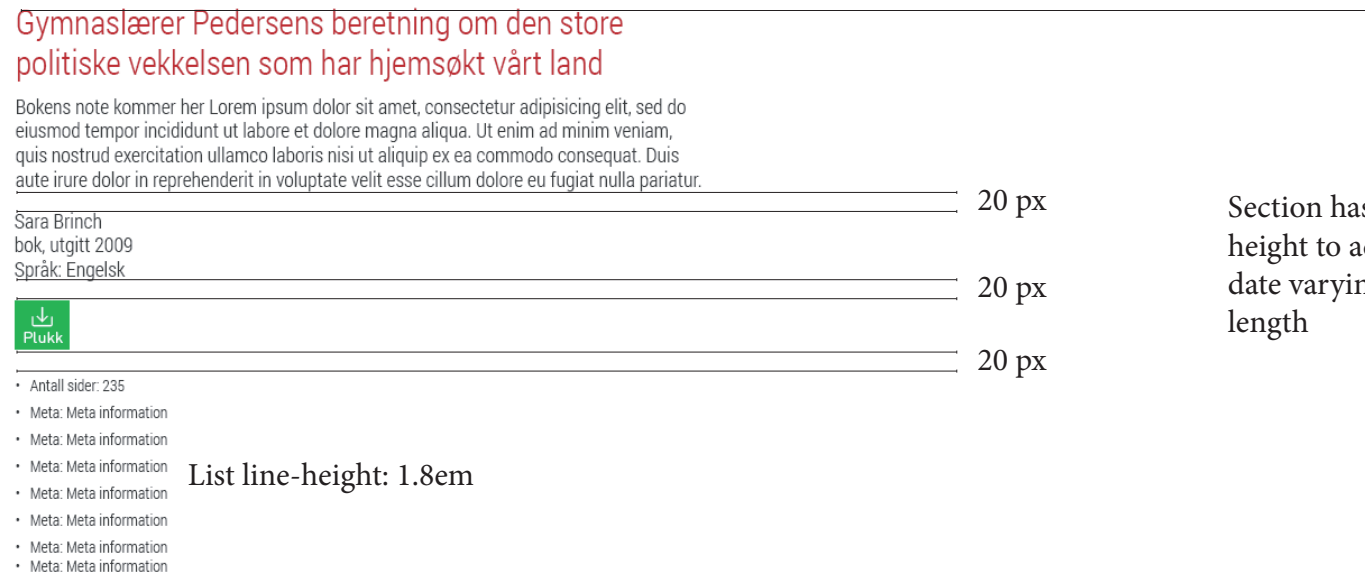 Gymnaslærer Pedersens beretning om den store
politiske vekkelsen som har hjemsøkt vårt land
Bokens note kommer her Lorem ipsum dolor sit amet, consectetur adipisicing elit, sed do
eiusmod tempor incididunt ut labore et dolore magna aliqua. Ut enim ad minim veniam,
quis nostrud exercitation ullamco laboris nisi ut aliquip ex ea commodo consequat. Duis
aute irure dolor in reprehenderit in voluptate velit esse cillum dolore eu fugiat nulla pariatur.
20 px
Sara Brinch
bok, utgitt 2009
Språk: Engelsk
20 px
Plukk
20 px
• Antall sider: 235
• Meta: Meta information
• Meta: Meta information
• Meta: Meta information
• Meta: Meta information
• Meta: Meta information
• Meta: Meta information
• Meta: Meta information
List line-height: 1.8em
Section has
height to
date
length